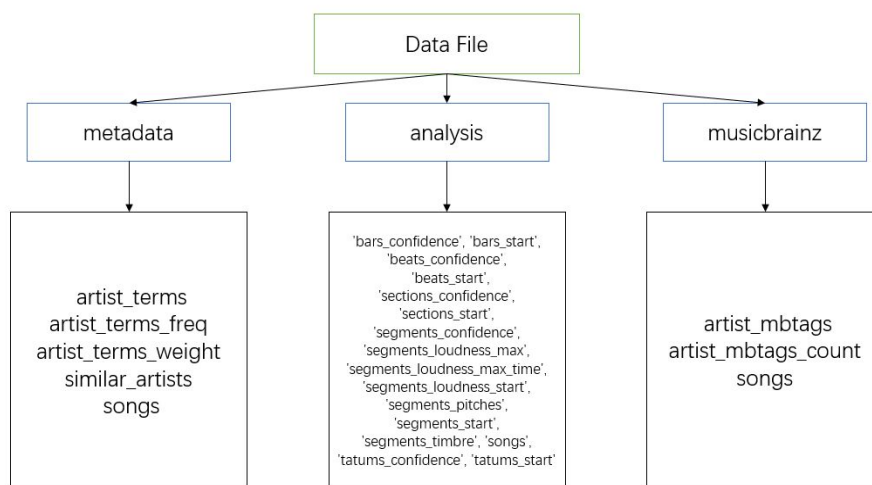 Data File
metadata
analysis
musicbrainz
artist_terms
artist_terms_freq
artist_terms_weight
similar_artists
songs
'bars_confidence', 'bars_start',
'beats_confidence',
'beats_start',
'sections_confidence',
'sections_start',
'segments_confidence',
'segments_loudness_max',
'segments_loudness_max_time',
'segments_loudness_start',
'segments_pitches',
'segments_start',
'segments_timbre', 'songs',
'tatums_confidence', 'tatums_start'
artist_mbtags
artist_mbtags_count
songs